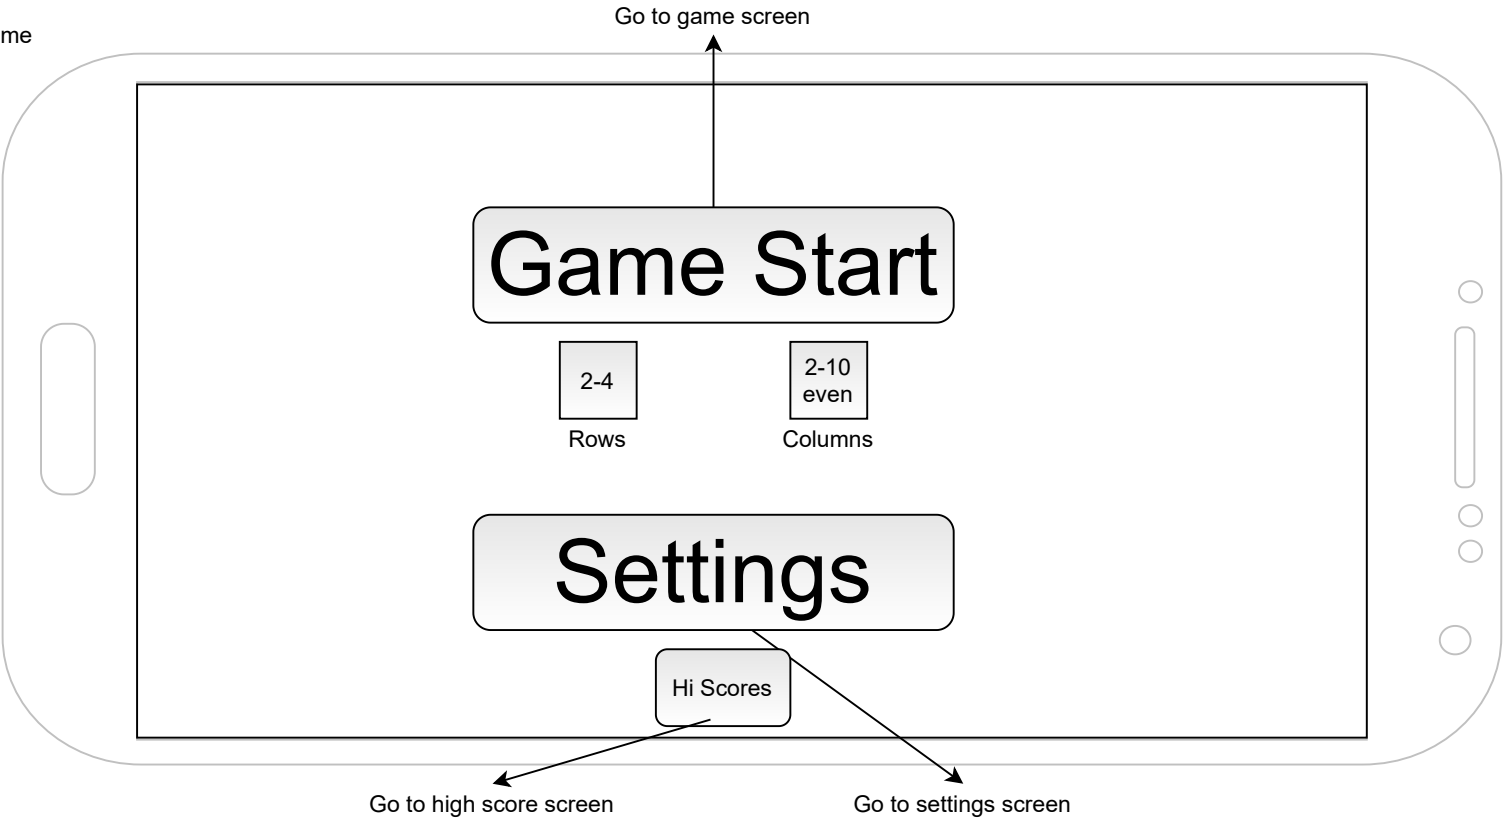 Go to game screen
me
Game Start
2-4
2-10
even
Rows
Columns
Settings
Hi Scores
Go to high score screen
Go to settings screen